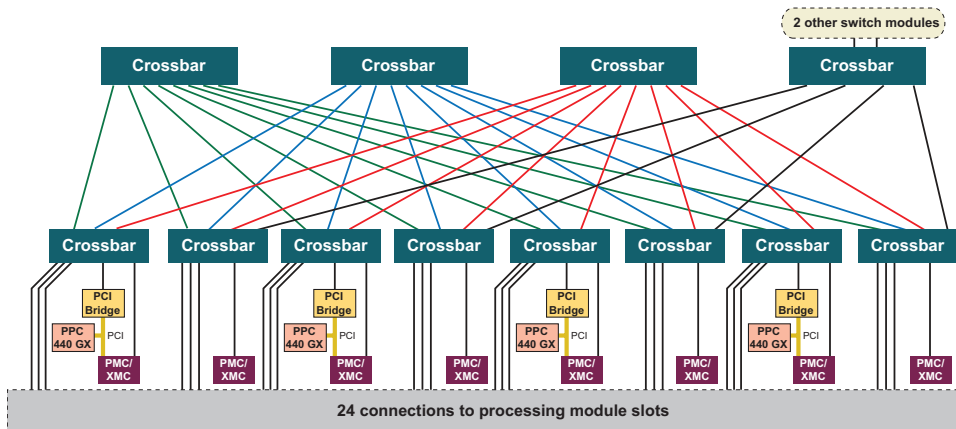 2 other switch modules
Crossbar Crossbar Crossbar Crossbar
Crossbar Crossbar Crossbar Crossbar Crossbar Crossbar Crossbar Crossbar
PCI PCI PCI PCI
Bridge Bridge Bridge Bridge
PPC PCI PPC PCI PPC PCI PPC PCI
440 GX 440 GX 440 GX 440 GX
PMC/ PMC/ PMC/ PMC/ PMC/ PMC/ PMC/ PMC/
XMC XMC XMC XMC XMC XMC XMC XMC
24 connections to processing module slots